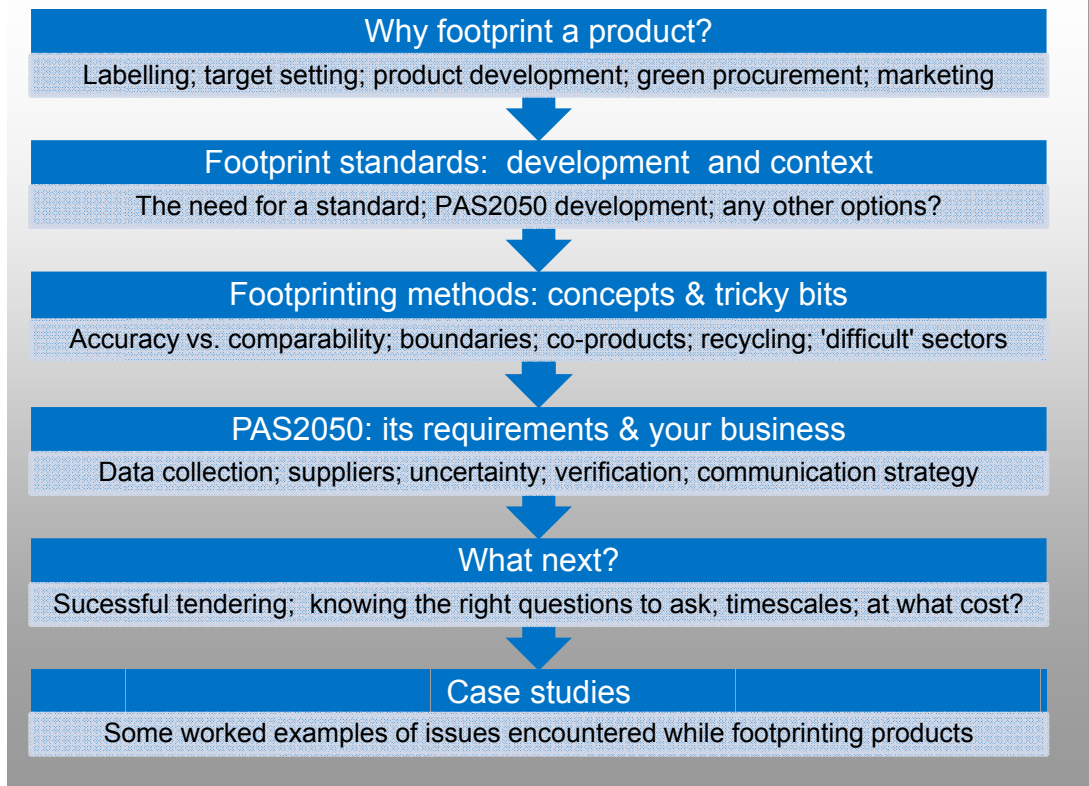 Why footprint a product?
Labelling; target setting; product development; green procurement; marketing
Footprint standards:  development  and context
The need for a standard; PAS2050 development; any other options?
Footprinting methods: concepts & tricky bits
Accuracy vs. comparability; boundaries; co-products; recycling; 'difficult' sectors
PAS2050: its requirements & your business
Data collection; suppliers; uncertainty; verification; communication strategy
What next?
Sucessful tendering;  knowing the right questions to ask; timescales; at what cost?
Case studies
Some worked examples of issues encountered while footprinting products